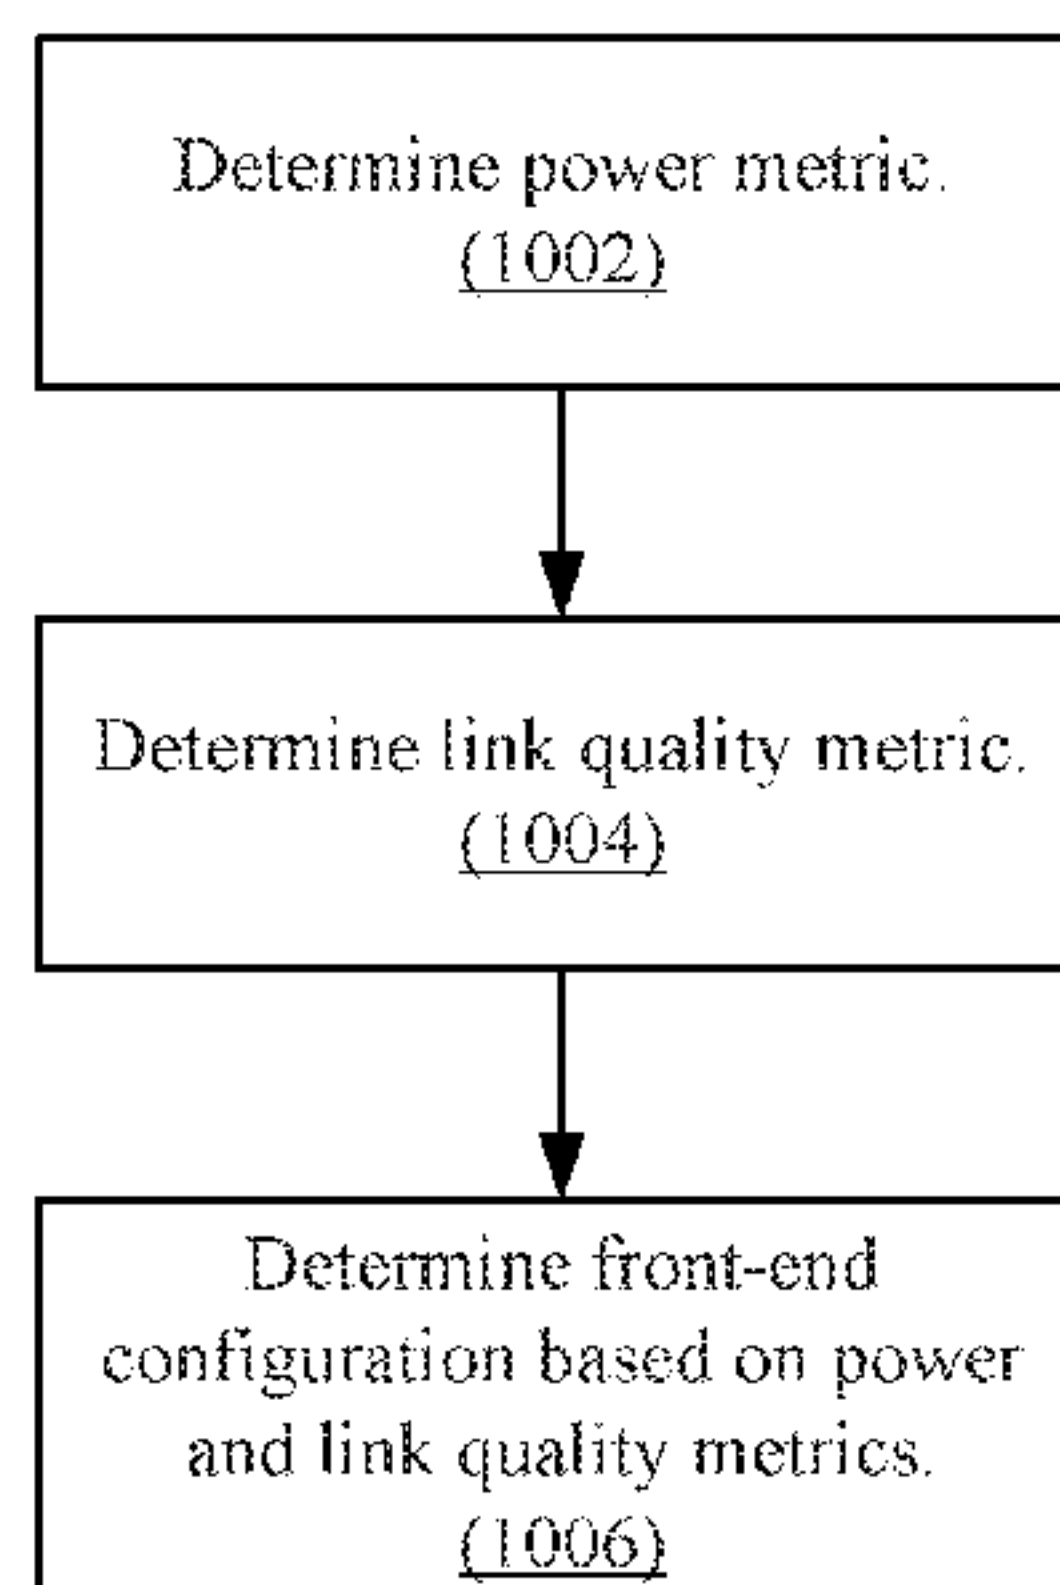 Determine power metric.
(1002)
Determine link quality metric.
(1004)
Determine front-end
configuration based on power
and link quality metrics.
(1006)